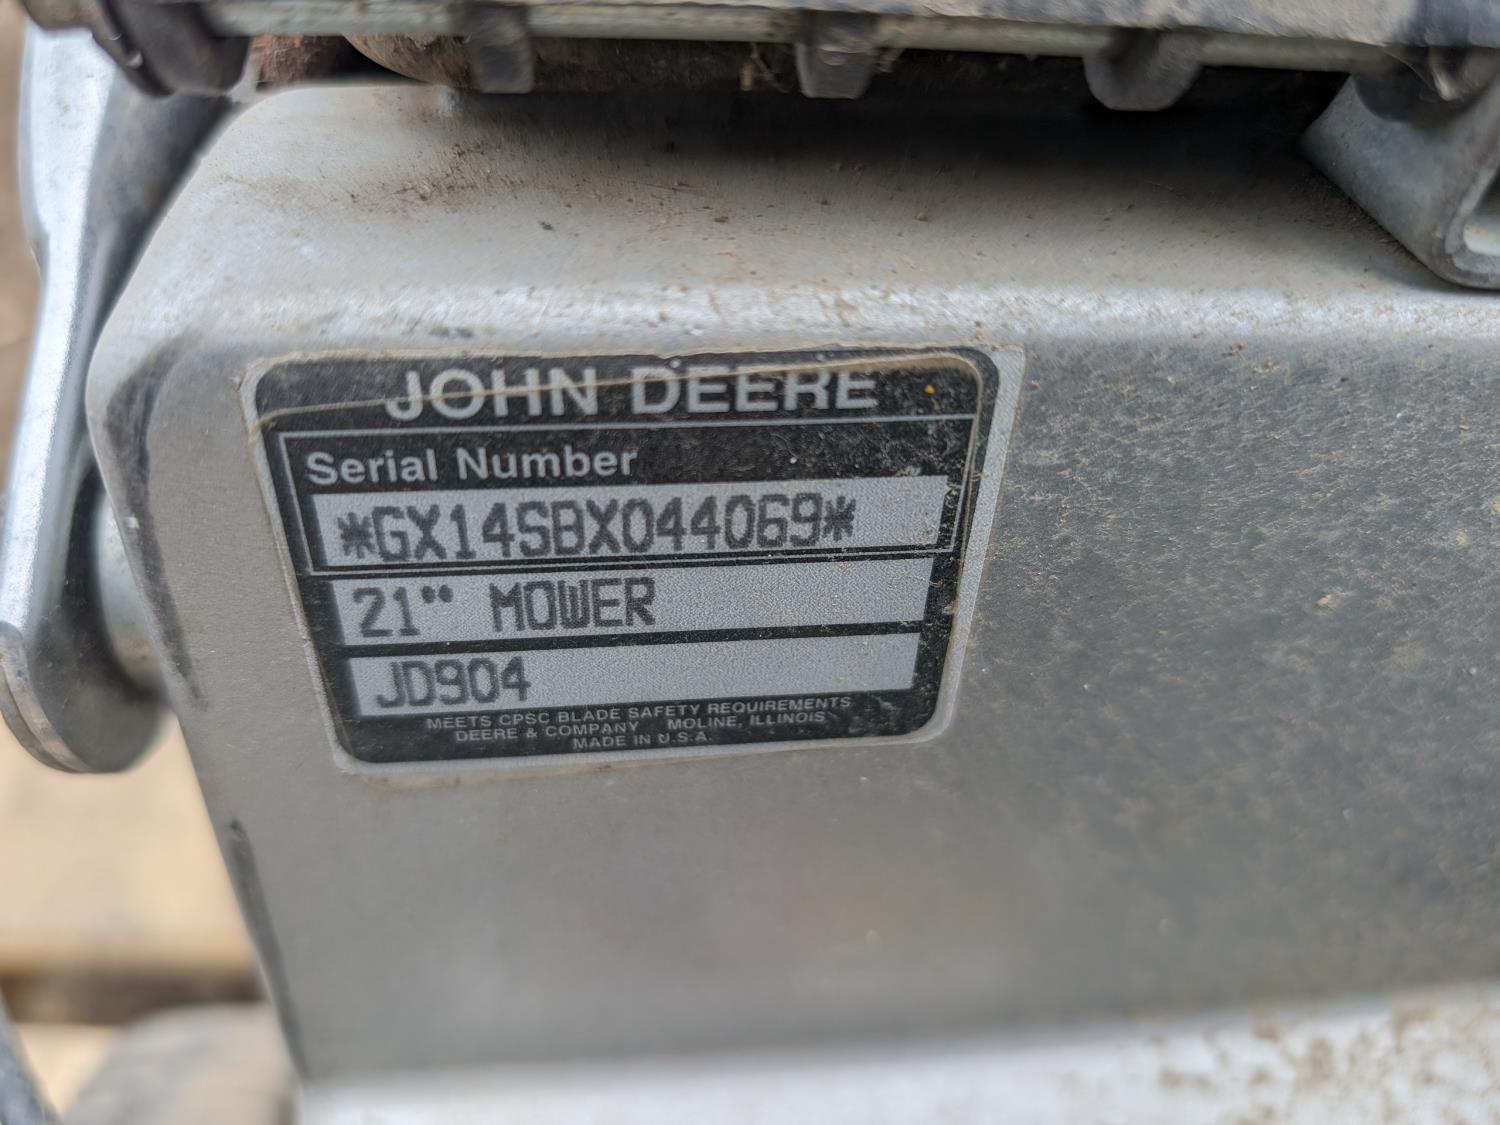 JOHN DEERE
Serial Number
*GX14SBX044069*
21" MOWER
JD904
MEETS CPSC BLADE SAFETY REQUIREMENTS
DEERE & COMPANY MOLINE, ILLINOIS
MADE IN U.S.A.